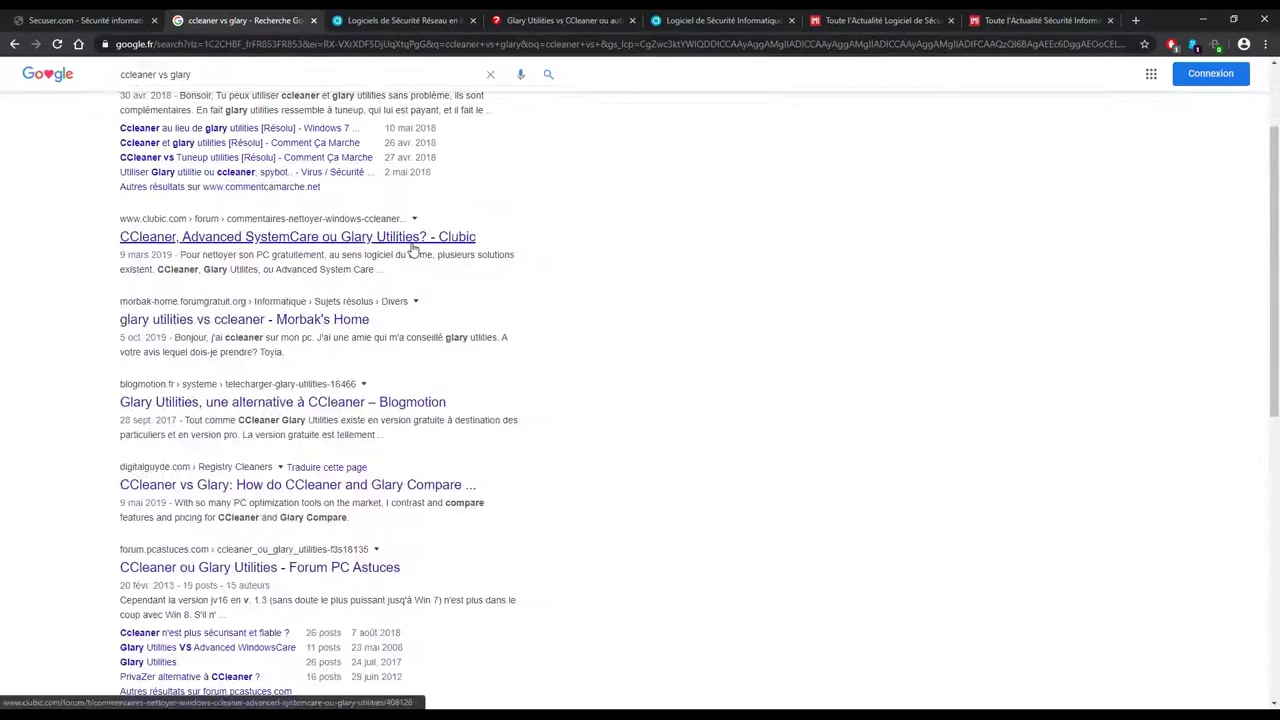 Secuser.com - Sécurité informati
ccleaner vs glary - Recherche Go
Logiciels de Sécurité Réseau en
Glary Utilities vs CCleaner ou aut
Logiciel de Sécurité Informatiqu
Toute l'Actualité Logiciel de Sécu
Toute l'Actualité Sécurité Inform
Google
ccleaner vs glary
Connexion
30 avr. 2018 - Bonsoir, Tu peux utiliser ccleaner et glary utilities sans problème, ils sont
complémentaires. En fait glary utilities ressemble à tuneup, qui lui est payant, et il fait le ...
Ccleaner au lieu de glary utilities [Résolu] - Windows 7 ... 10 mai 2018
Ccleaner et glary utilities [Résolu] - Comment Ça Marche 26 avr. 2018
CCleaner vs Tuneup utilities [Résolu] - Comment Ça Marche 27 avr. 2018
Utiliser Glary utilitie ou ccleaner, spybot.. - Virus / Sécurité ... 2 mai 2018
Autres résultats sur www.commentcamarche.net
www.clubic.com › forum › commentaires-nettoyer-windows-ccleaner...
CCleaner, Advanced SystemCare ou Glary Utilities? - Clubic
9 mars 2019 - Pour nettoyer son PC gratuitement, au sens logiciel du plusieurs solutions
existent. CCleaner, Glary Utilites, ou Advanced System Care ...
morbak-home.forumgratuit.org › Informatique › Sujets résolus › Divers
glary utilities vs ccleaner - Morbak's Home
5 oct. 2019 - Bonjour, j'ai ccleaner sur mon pc. J'ai une amie qui m'a conseillé glary utlities. A
votre avis lequel dois-je prendre? Toyla.
blogmotion.fr › systeme › telecharger-glary-utilities-16466
Glary Utilities, une alternative à CCleaner – Blogmotion
28 sept. 2017 - Tout comme CCleaner Glary Utilities existe en version gratuite à destination des
particuliers et en version pro. La version gratuite est tellement ...
digitalguyde.com › Registry Cleaners Traduire cette page
CCleaner vs Glary: How do CCleaner and Glary Compare ...
9 mai 2019 - With so many PC optimization tools on the market, I contrast and compare
features and pricing for CCleaner and Glary Compare.
forum.pcastuces.com › ccleaner_ou_glary_utilities-f3s18135
CCleaner ou Glary Utilities - Forum PC Astuces
20 févr. 2013 - 19 posts - 15 auteurs
Cependant la version jv16 en v. 1.3 (sans doute le plus puissant jusqu'à Win 7) n'est plus dans le
coup avec Win 8. S'il n' ...
Ccleaner n'est plus sécurisant et fiable ? 26 posts 7 août 2018
Glary Utilities VS Advanced WindowsCare 11 posts 23 mai 2008
Glary Utilities. 26 posts 24 juil. 2017
PrivaZer alternative à CCleaner ? 16 posts 29 juin 2012
Autres résultats sur forum.pcastuces.com
www.clubic.com/forum/t/commentaires-nettoyer-windows-ccleaner-advanced-systemcare-ou-glary-utilities/408126